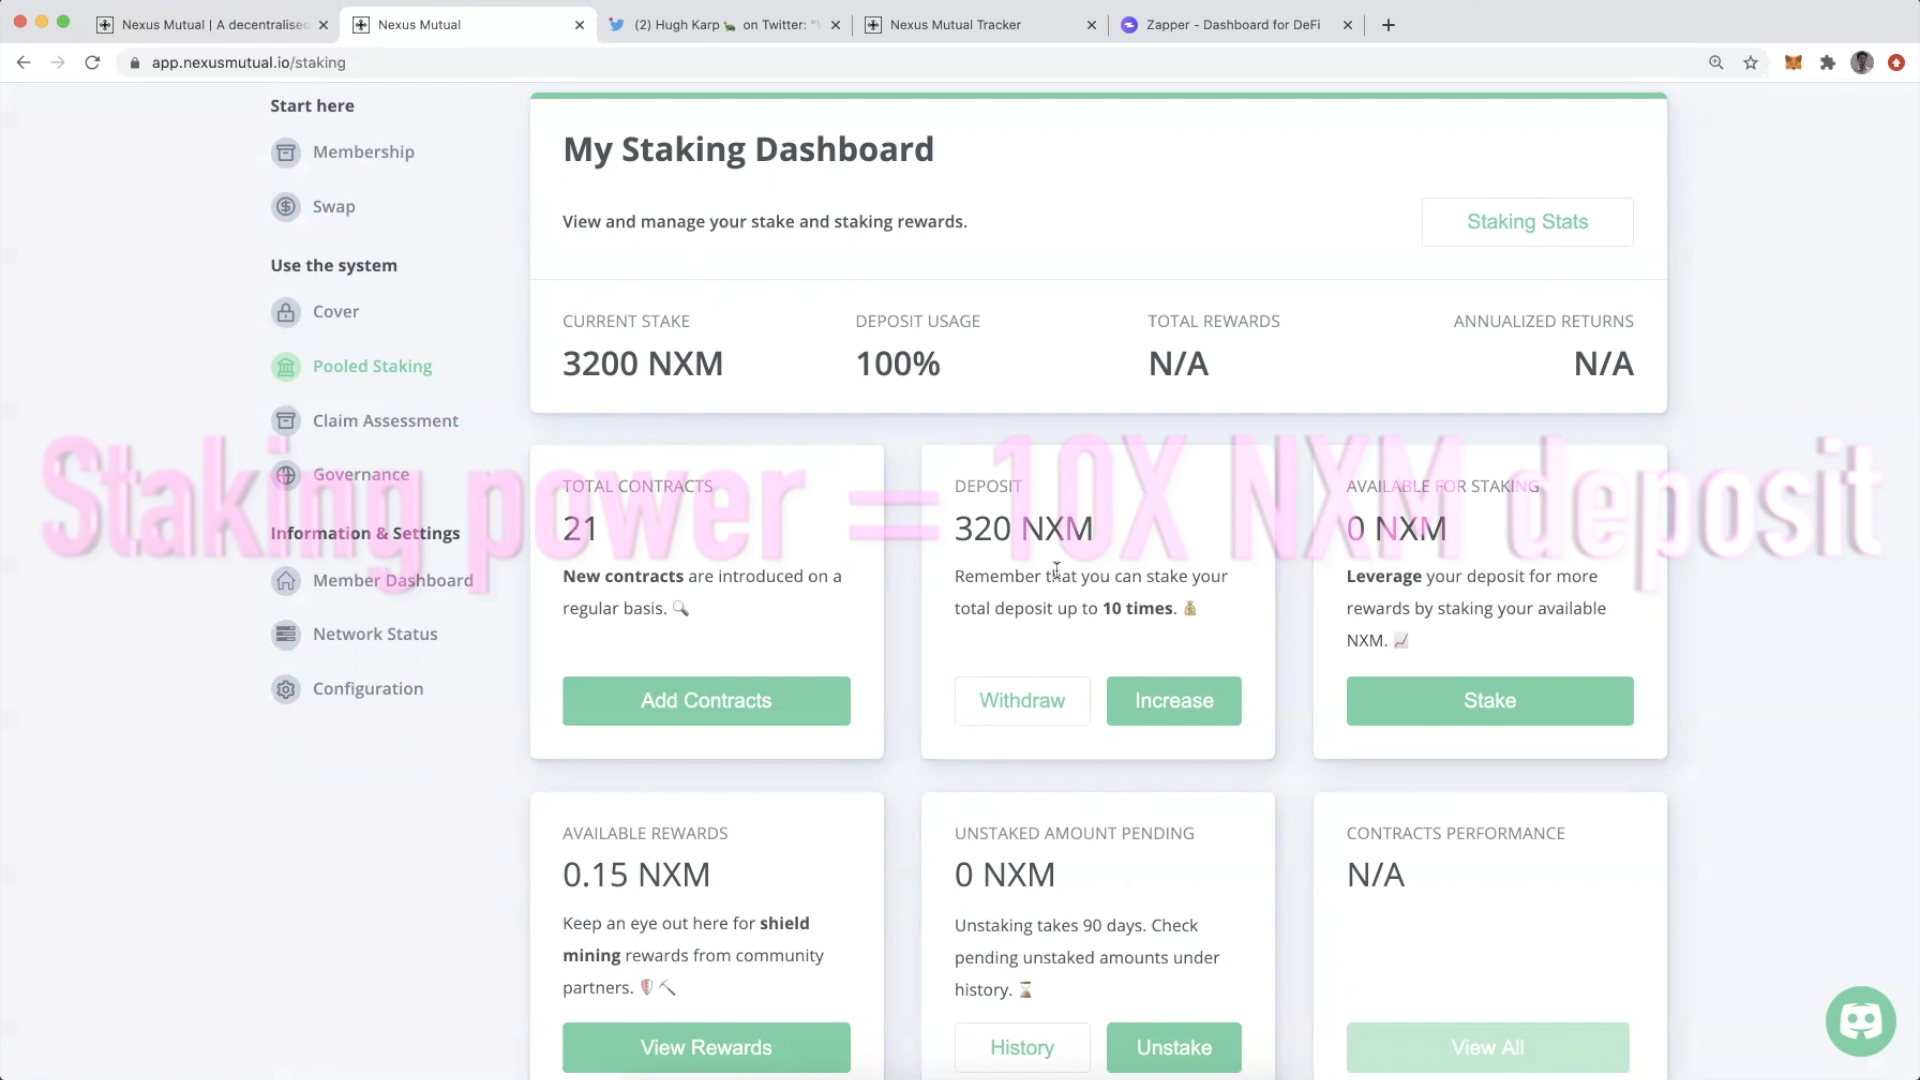 Nexus Mutual | A decentralised
Nexus Mutual
(2) Hugh Karp 🐢 on Twitter: "
Nexus Mutual Tracker
Zapper - Dashboard for DeFi
app.nexusmutual.io/staking
Start here
Membership
Swap
Use the system
Cover
Pooled Staking
Claim Assessment
Governance
Information & Settings
Member Dashboard
Network Status
Configuration
My Staking Dashboard
View and manage your stake and staking rewards.
Staking Stats
CURRENT STAKE
3200 NXM
DEPOSIT USAGE
100%
TOTAL REWARDS
N/A
ANNUALIZED RETURNS
N/A
Staking power = 10X NXM deposit
TOTAL CONTRACTS
21
New contracts are introduced on a
regular basis. 🔍
Add Contracts
DEPOSIT
320 NXM
Remember that you can stake your
total deposit up to 10 times. 💰
Withdraw
Increase
AVAILABLE FOR STAKING
0 NXM
Leverage your deposit for more
rewards by staking your available
NXM. 📈
Stake
AVAILABLE REWARDS
0.15 NXM
Keep an eye out here for shield
mining rewards from community
partners. 🛡️⛏️
View Rewards
UNSTAKED AMOUNT PENDING
0 NXM
Unstaking takes 90 days. Check
pending unstaked amounts under
history. ⏳
History
Unstake
CONTRACTS PERFORMANCE
N/A
View All